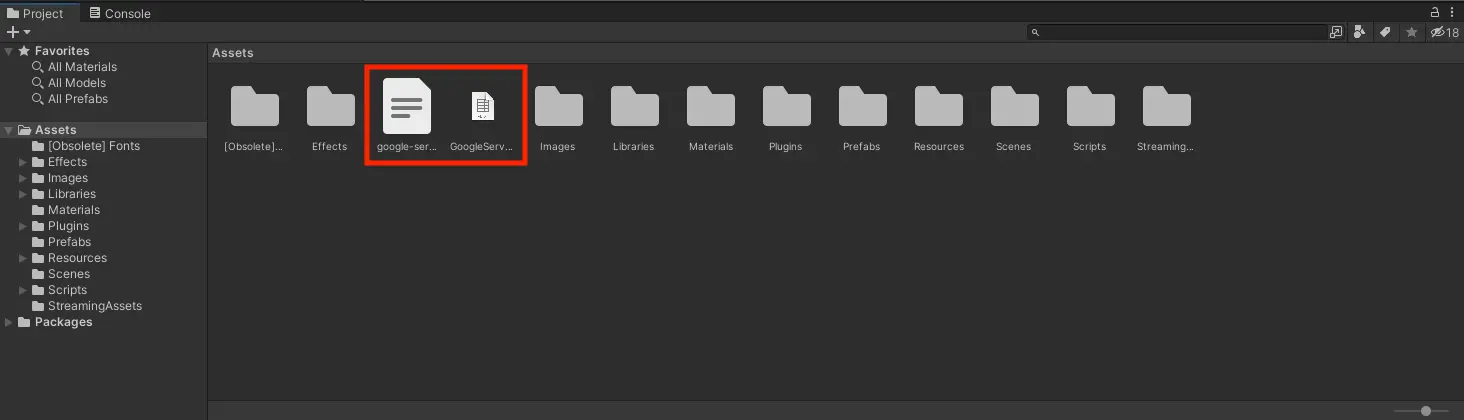 Project
Console
18
Favorites
All Materials
All Models
All Prefabs
Assets
[Obsolete] Fonts
Effects
Images
Libraries
Materials
Plugins
Prefabs
Resources
Scenes
Scripts
StreamingAssets
Packages
Assets
[Obsolete]...
Effects
google-ser...
GoogleServ...
Images
Libraries
Materials
Plugins
Prefabs
Resources
Scenes
Scripts
Streaming...